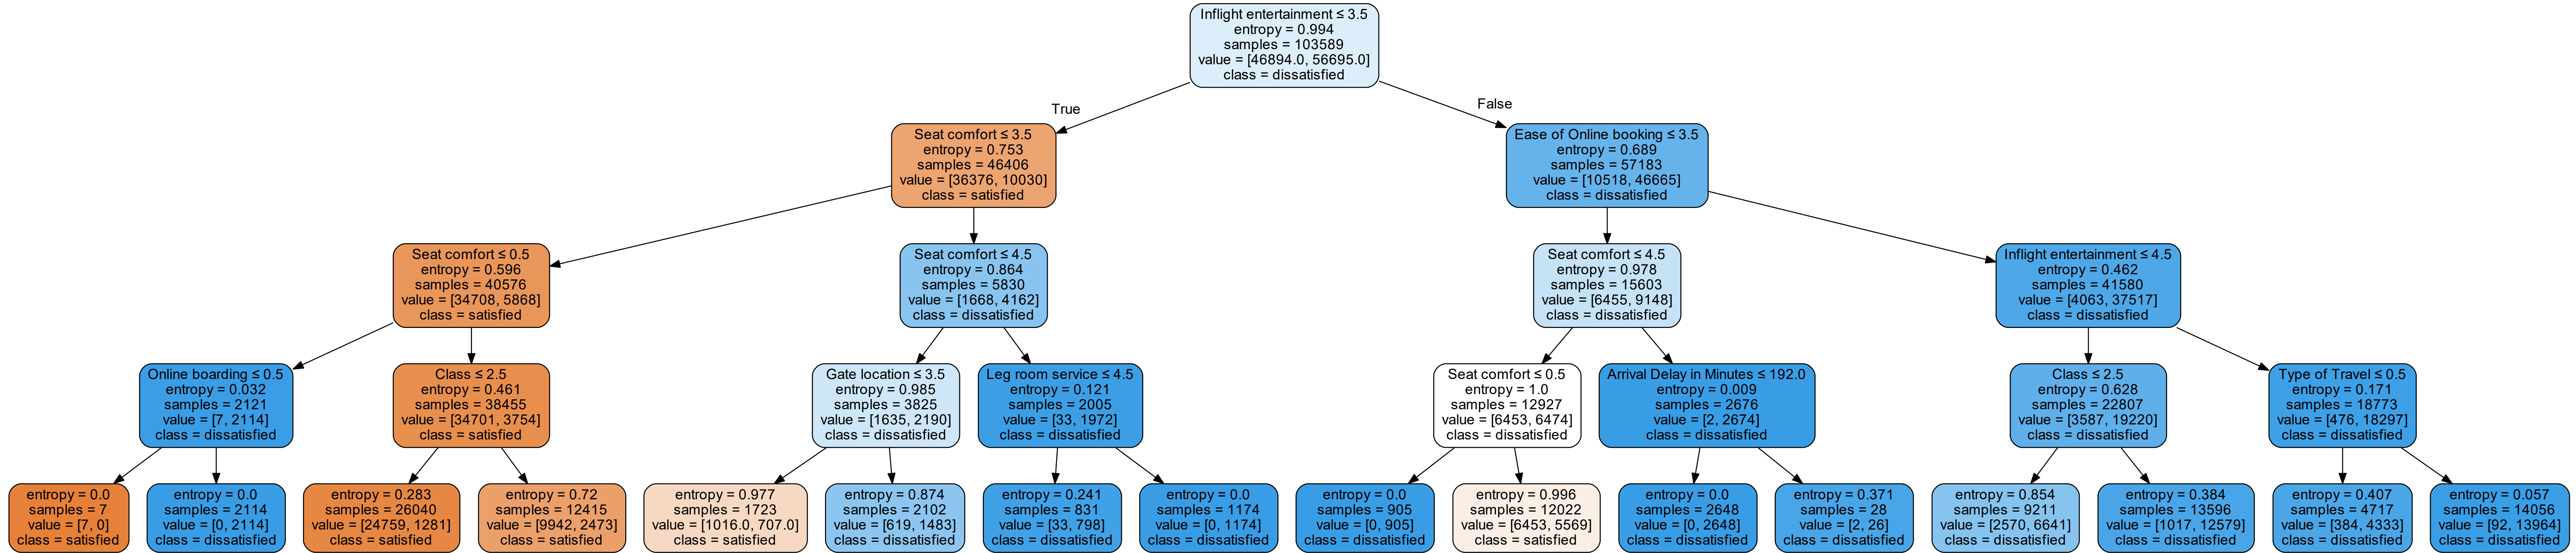 Inflight entertainment ≤ 3.5
entropy = 0.994
samples = 103589
value = [46894.0, 56695.0]
class = dissatisfied
True
False
Seat comfort ≤ 3.5
entropy = 0.753
samples = 46406
value = [36376, 10030]
class = satisfied
Ease of Online booking ≤ 3.5
entropy = 0.689
samples = 57183
value = [10518, 46665]
class = dissatisfied
Seat comfort ≤ 0.5
entropy = 0.596
samples = 40576
value = [34708, 5868]
class = satisfied
Seat comfort ≤ 4.5
entropy = 0.864
samples = 5830
value = [1668, 4162]
class = dissatisfied
Seat comfort ≤ 4.5
entropy = 0.978
samples = 15603
value = [6455, 9148]
class = dissatisfied
Inflight entertainment ≤ 4.5
entropy = 0.462
samples = 41580
value = [4063, 37517]
class = dissatisfied
Online boarding ≤ 0.5
entropy = 0.032
samples = 2121
value = [7, 2114]
class = dissatisfied
Class ≤ 2.5
entropy = 0.461
samples = 38455
value = [34701, 3754]
class = satisfied
Gate location ≤ 3.5
entropy = 0.985
samples = 3825
value = [1635, 2190]
class = dissatisfied
Leg room service ≤ 4.5
entropy = 0.121
samples = 2005
value = [33, 1972]
class = dissatisfied
Seat comfort ≤ 0.5
entropy = 1.0
samples = 12927
value = [6453, 6474]
class = dissatisfied
Arrival Delay in Minutes ≤ 192.0
entropy = 0.009
samples = 2676
value = [2, 2674]
class = dissatisfied
Class ≤ 2.5
entropy = 0.628
samples = 22807
value = [3587, 19220]
class = dissatisfied
Type of Travel ≤ 0.5
entropy = 0.171
samples = 18773
value = [476, 18297]
class = dissatisfied
entropy = 0.0
samples = 7
value = [7, 0]
class = satisfied
entropy = 0.0
samples = 2114
value = [0, 2114]
class = dissatisfied
entropy = 0.283
samples = 26040
value = [24759, 1281]
class = satisfied
entropy = 0.72
samples = 12415
value = [9942, 2473]
class = satisfied
entropy = 0.977
samples = 1723
value = [1016.0, 707.0]
class = satisfied
entropy = 0.874
samples = 2102
value = [619, 1483]
class = dissatisfied
entropy = 0.241
samples = 831
value = [33, 798]
class = dissatisfied
entropy = 0.0
samples = 1174
value = [0, 1174]
class = dissatisfied
entropy = 0.0
samples = 905
value = [0, 905]
class = dissatisfied
entropy = 0.996
samples = 12022
value = [6453, 5569]
class = satisfied
entropy = 0.0
samples = 2648
value = [0, 2648]
class = dissatisfied
entropy = 0.371
samples = 28
value = [2, 26]
class = dissatisfied
entropy = 0.854
samples = 9211
value = [2570, 6641]
class = dissatisfied
entropy = 0.384
samples = 13596
value = [1017, 12579]
class = dissatisfied
entropy = 0.407
samples = 4717
value = [384, 4333]
class = dissatisfied
entropy = 0.057
samples = 14056
value = [92, 13964]
class = dissatisfied